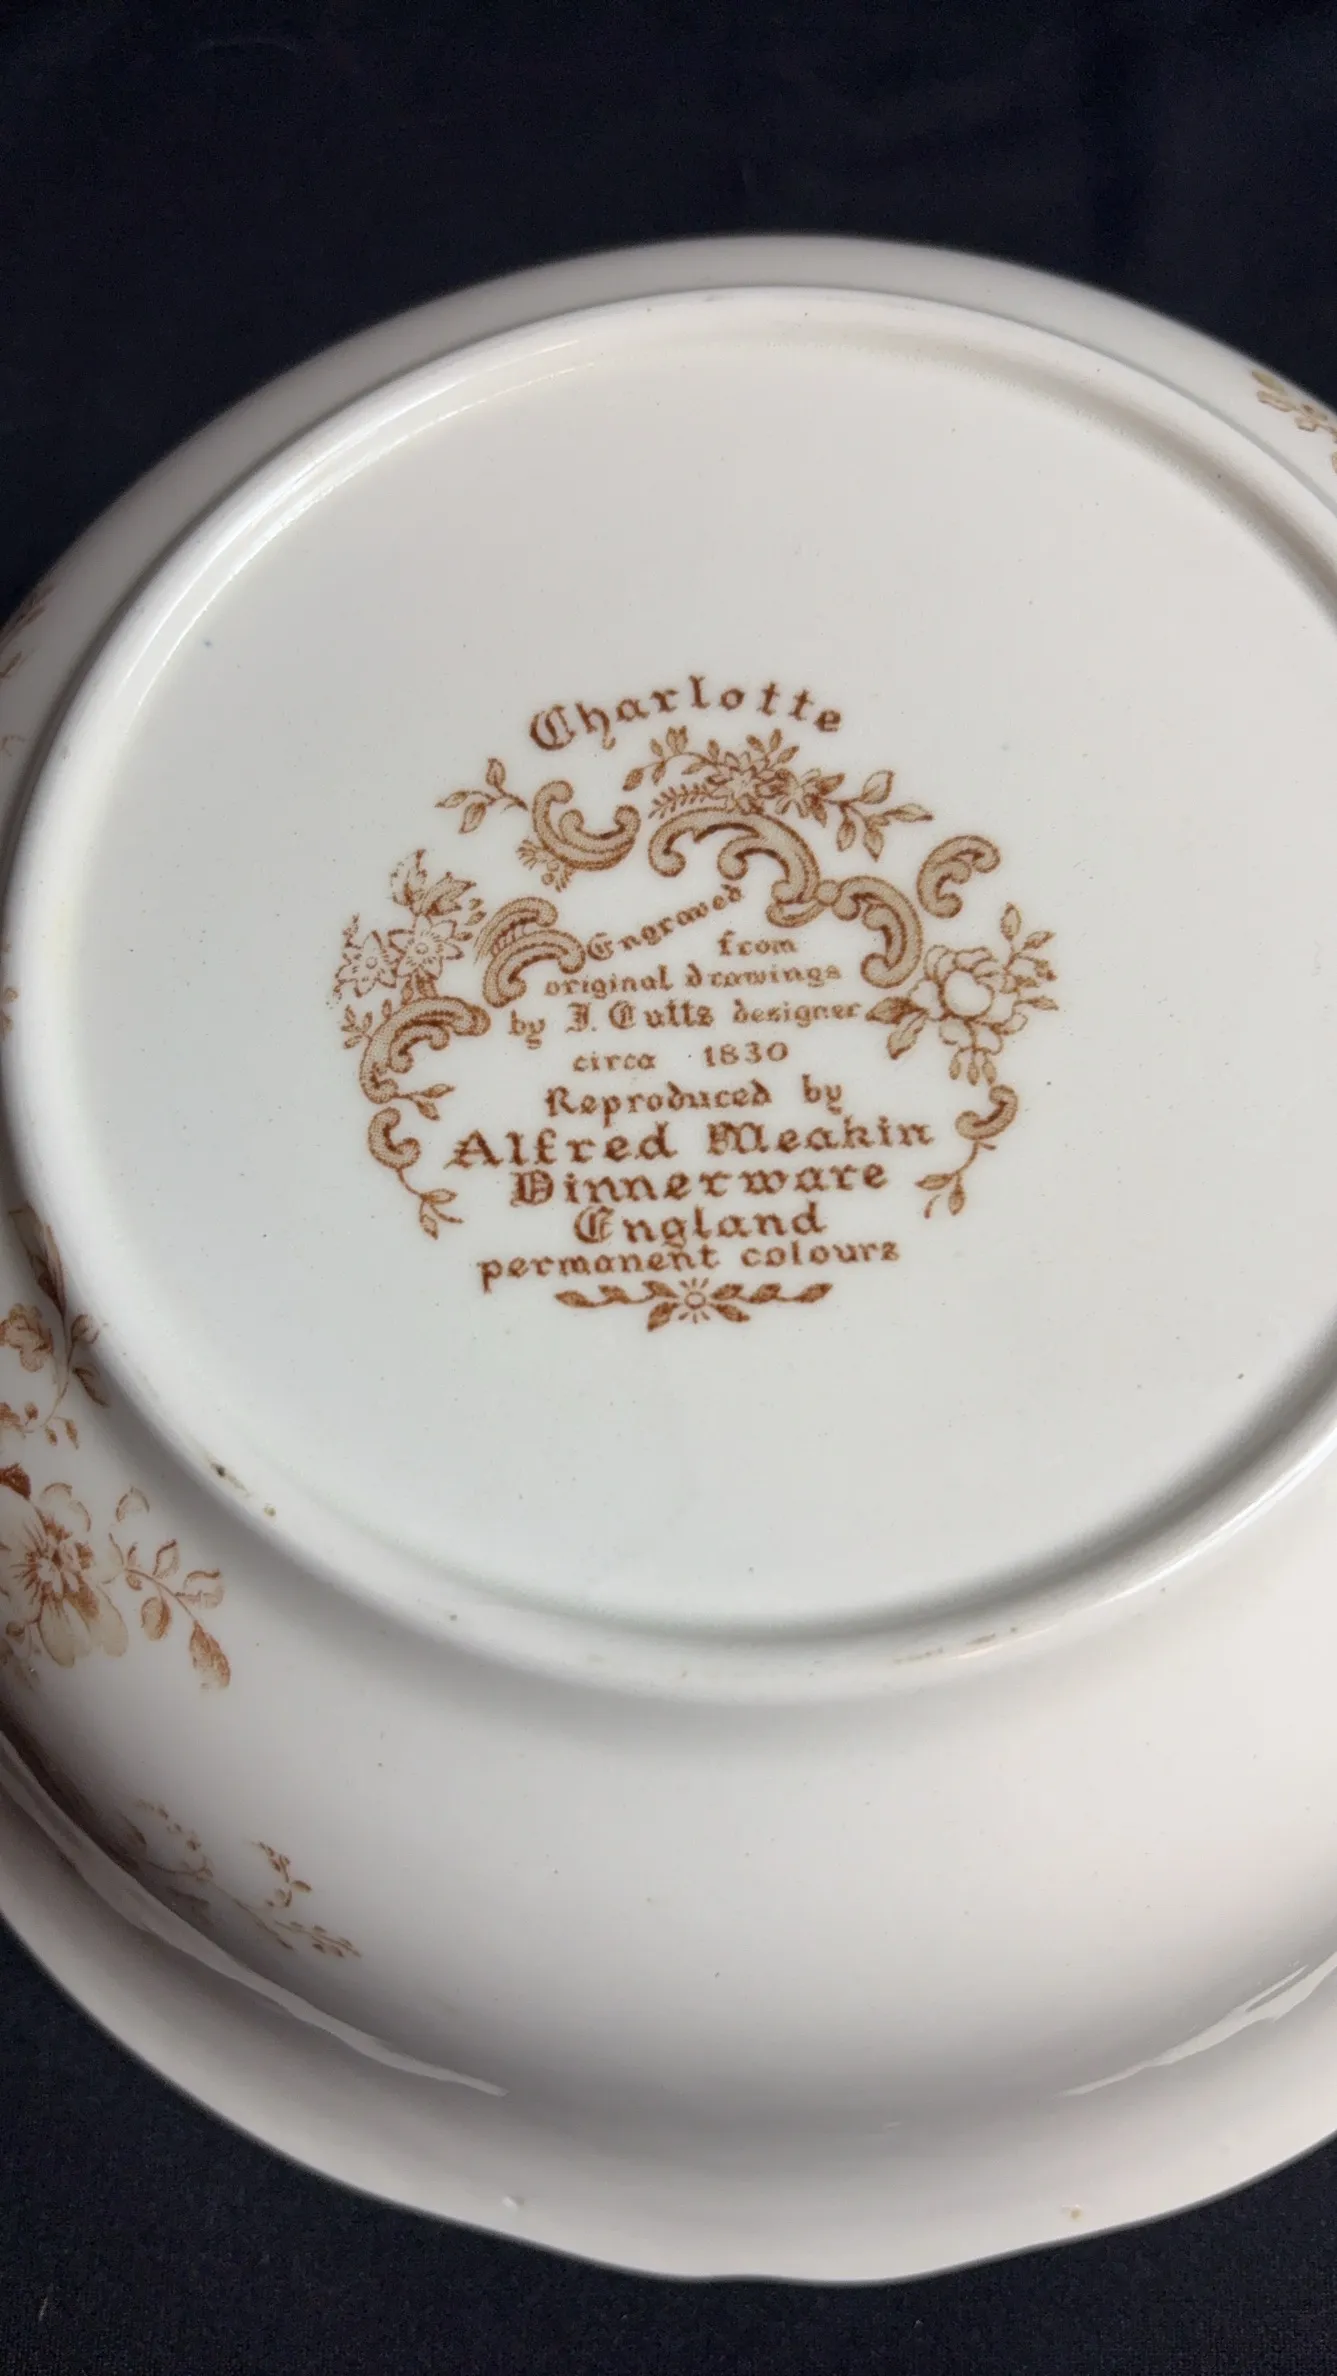 Charlotte
Engraved
from
original drawings
by J. Cutts designer
circa 1830
Reproduced by
Alfred Meakin
Dinnerware
England
permanent colours